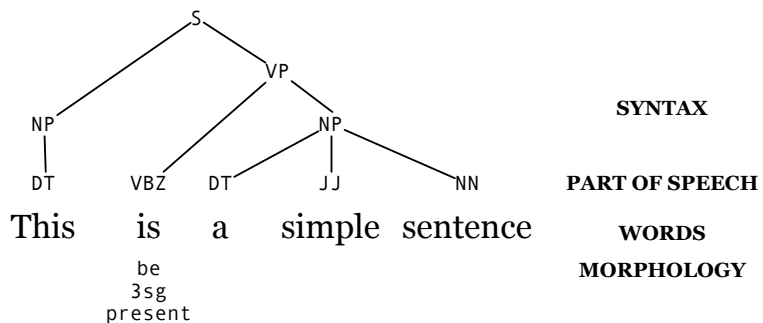 S
VP
NP NP SYNTAX
DT VBZ DT JJ NN PART OF SPEECH
This is a simple sentence WORDS
be MORPHOLOGY
3sg
present